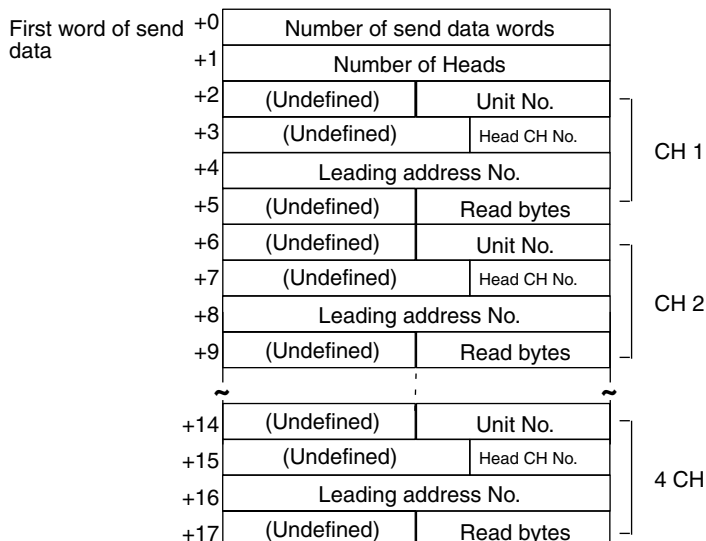 First word of send data
+0 Number of send data words
+1 Number of Heads
+2 (Undefined) Unit No.
+3 (Undefined) Head CH No.
CH 1
+4 Leading address No.
+5 (Undefined) Read bytes
+6 (Undefined) Unit No.
+7 (Undefined) Head CH No.
CH 2
+8 Leading address No.
+9 (Undefined) Read bytes
~ ~
+14 (Undefined) Unit No.
+15 (Undefined) Head CH No.
4 CH
+16 Leading address No.
+17 (Undefined) Read bytes